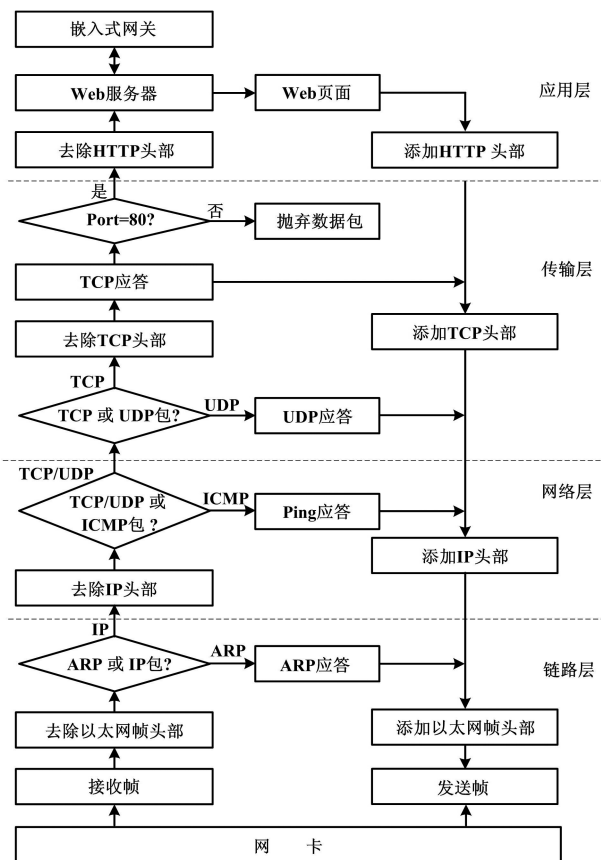 嵌入式网关
Web服务器
Web页面
应用层
去除HTTP头部
添加HTTP 头部
是
Port=80?
否
抛弃数据包
TCP应答
传输层
去除TCP头部
添加TCP头部
TCP
TCP 或 UDP包?
UDP
UDP应答
TCP/UDP
TCP/UDP 或
ICMP包 ?
ICMP
Ping应答
网络层
添加IP头部
去除IP头部
IP
ARP 或 IP包?
ARP
ARP应答
链路层
去除以太网帧头部
添加以太网帧头部
接收帧
发送帧
网 卡